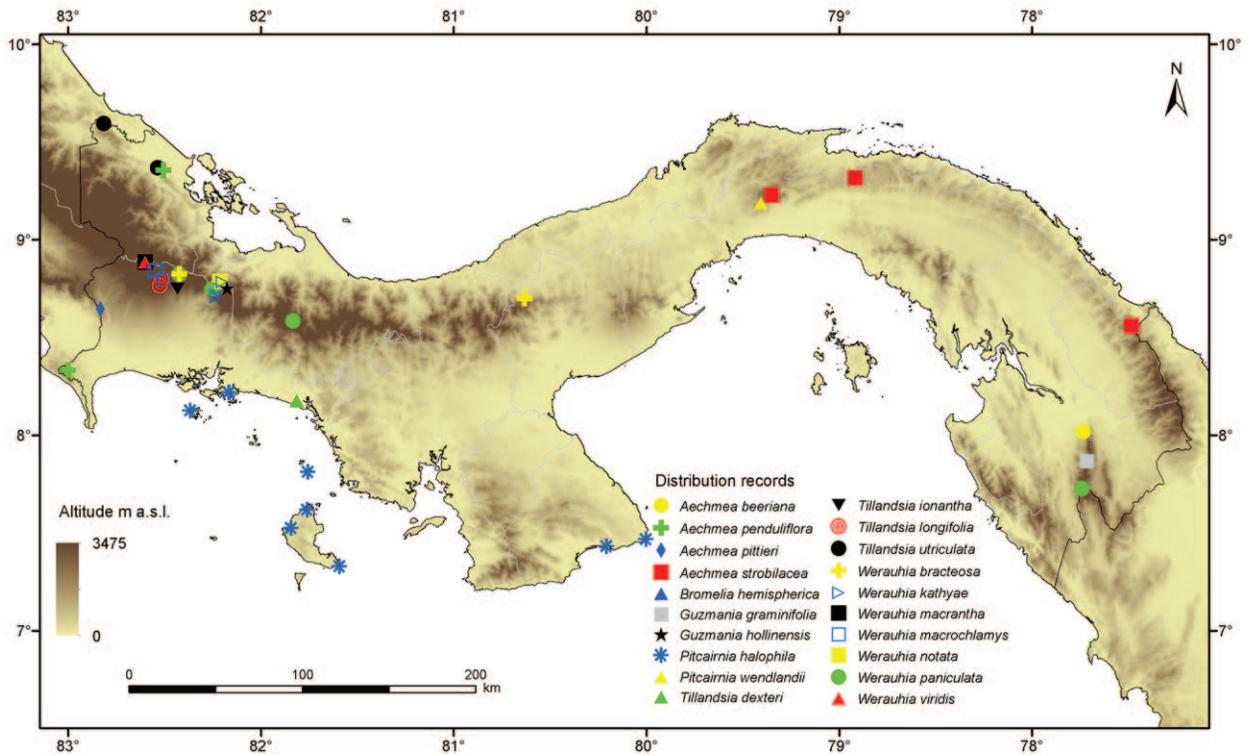 83° 82° 81° 80° 79° 78°
10° 10°
N
9° 9°
8° 8°
Distribution records
Altitude m a.s.l.
3475
0
Aechmea beeriana
Aechmea penduliflora
Aechmea pittieri
Aechmea strobilacea
Bromelia hemispherica
Guzmania graminifolia
Guzmania hollinensis
Pitcairnia halophila
Pitcairnia wendlandii
Tillandsia dexteri
Tillandsia ionantha
Tillandsia longifolia
Tillandsia utriculata
Werauhia bracteosa
Werauhia kathyae
Werauhia macrantha
Werauhia macrochlamys
Werauhia notata
Werauhia paniculata
Werauhia viridis
7° 7°
0 100 200
km
83° 82° 81° 80° 79° 78°